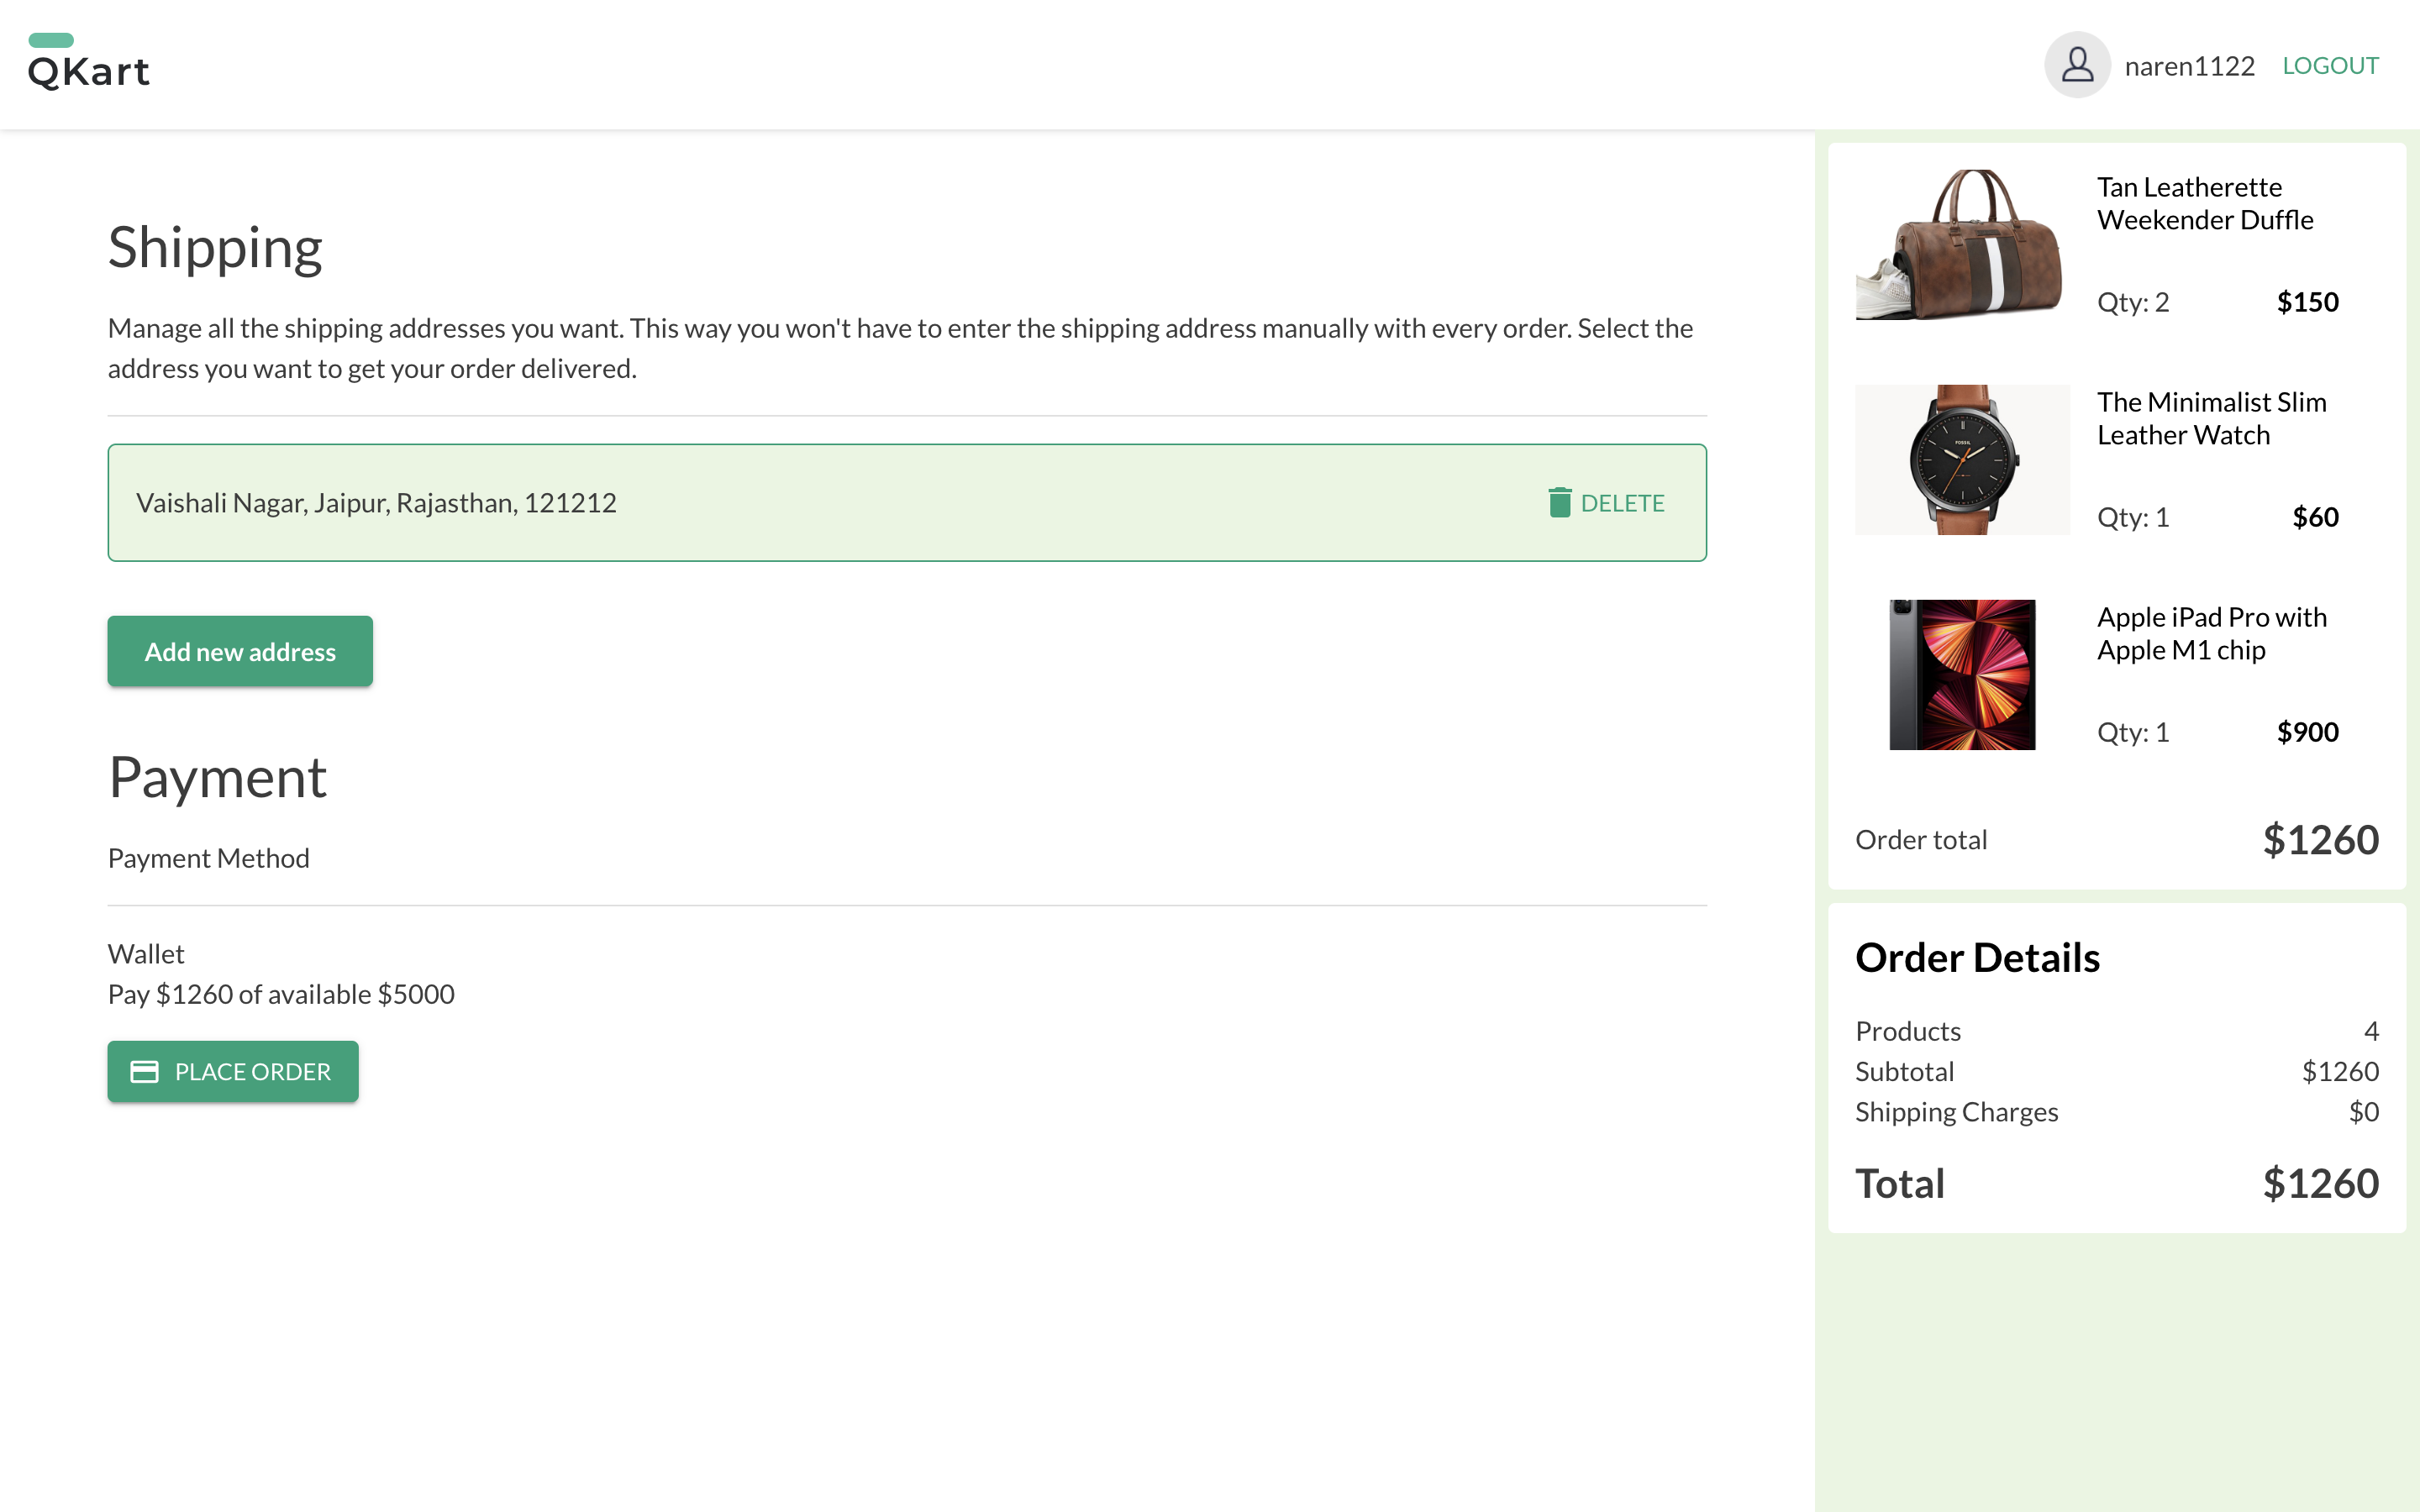 QKart
naren1122 LOGOUT
Shipping
Manage all the shipping addresses you want. This way you won't have to enter the shipping address manually with every order. Select the
address you want to get your order delivered.
Vaishali Nagar, Jaipur, Rajasthan, 121212
DELETE
Add new address
Payment
Payment Method
Wallet
Pay $1260 of available $5000
PLACE ORDER
Tan Leatherette
Weekender Duffle
Qty: 2 $150
The Minimalist Slim
Leather Watch
FOSSIL
Qty: 1 $60
Apple iPad Pro with
Apple M1 chip
Qty: 1 $900
Order total $1260
Order Details
Products 4
Subtotal $1260
Shipping Charges $0
Total $1260